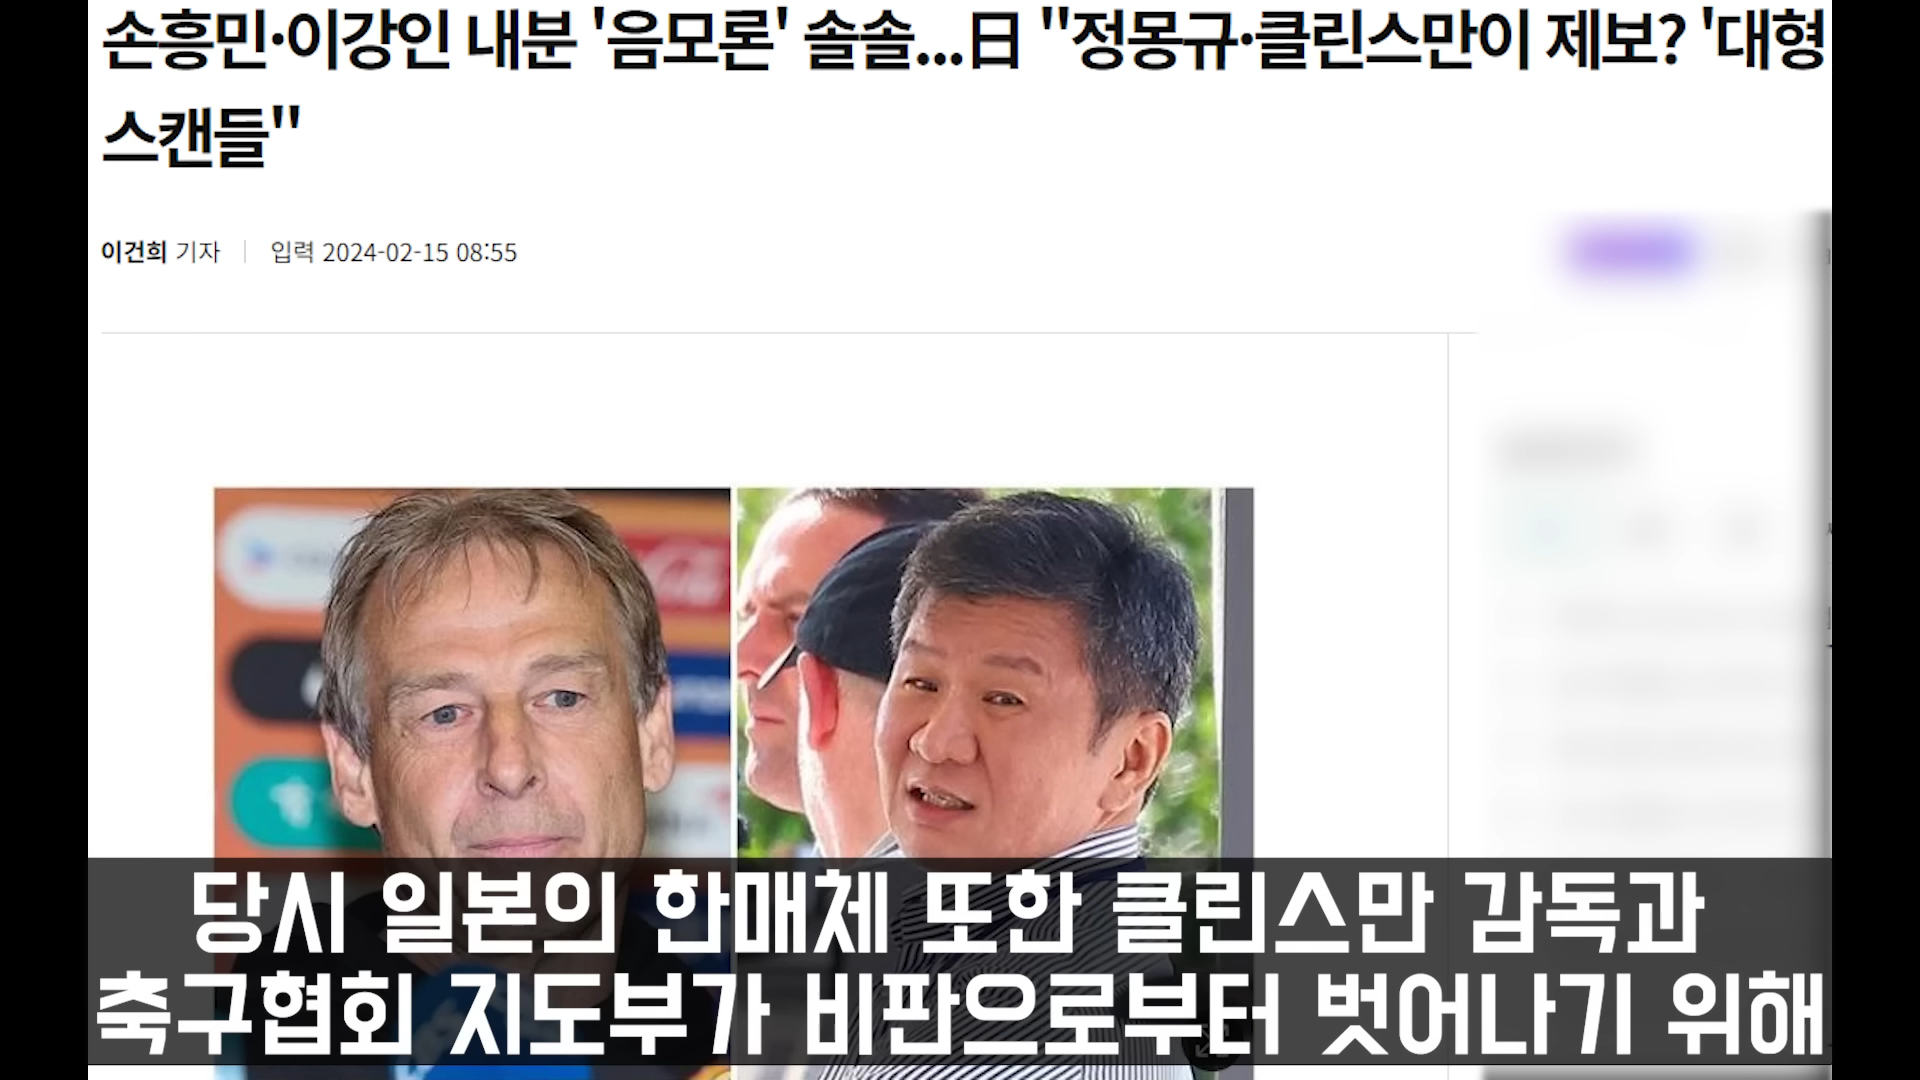 손흥민·이강인 내분 '음모론' 솔솔...日 "정몽규·클린스만이 제보? '대형
스캔들"
이건희 기자 | 입력 2024-02-15 08:55
당시 일본의 한매체 또한 클린스만 감독과
축구협회 지도부가 비판으로부터 벗어나기 위해